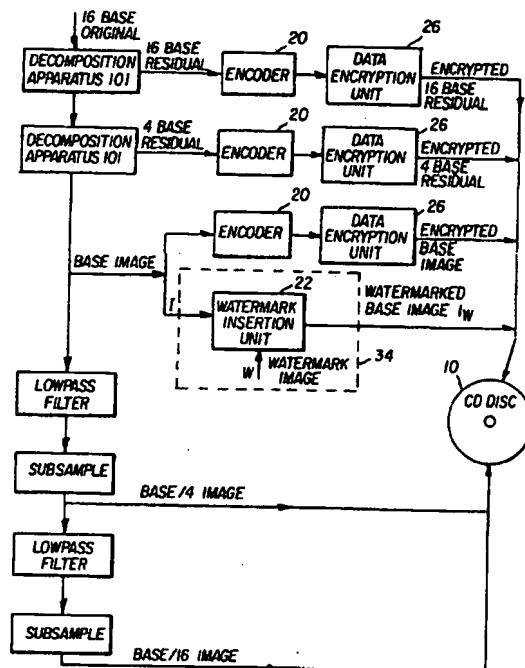 16 BASE
ORIGINAL
DECOMPOSITION
APPARATUS 101
16 BASE
RESIDUAL
20
ENCODER
26
DATA
ENCRYPTION
UNIT
ENCRYPTED
16 BASE
RESIDUAL
DECOMPOSITION
APPARATUS 101
4 BASE
RESIDUAL
20
ENCODER
26
DATA
ENCRYPTION
UNIT
ENCRYPTED
4 BASE
RESIDUAL
20
ENCODER
26
DATA
ENCRYPTION
UNIT
ENCRYPTED
BASE
IMAGE
BASE IMAGE
I
22
WATERMARK
INSERTION
UNIT
WATERMARKED
BASE IMAGE IW
W
WATERMARK
IMAGE
34
10
CD DISC
LOWPASS
FILTER
SUBSAMPLE
BASE/4 IMAGE
LOWPASS
FILTER
SUBSAMPLE
BASE/16 IMAGE